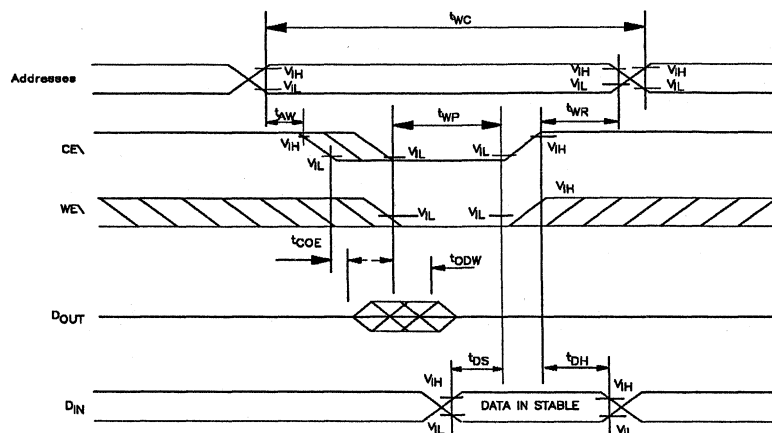 tWC
Addresses
VIH
VIL
VIH
VIL
VIH
VIL
tAW
tWP
tWR
CE\
VIH
VIL
VIL
VIL
VIH
WE\
VIL
VIL
VIH
tCOE
tODW
DOUT
tDS
tDH
DIN
VIH
VIL
DATA IN STABLE
VIH
VIL